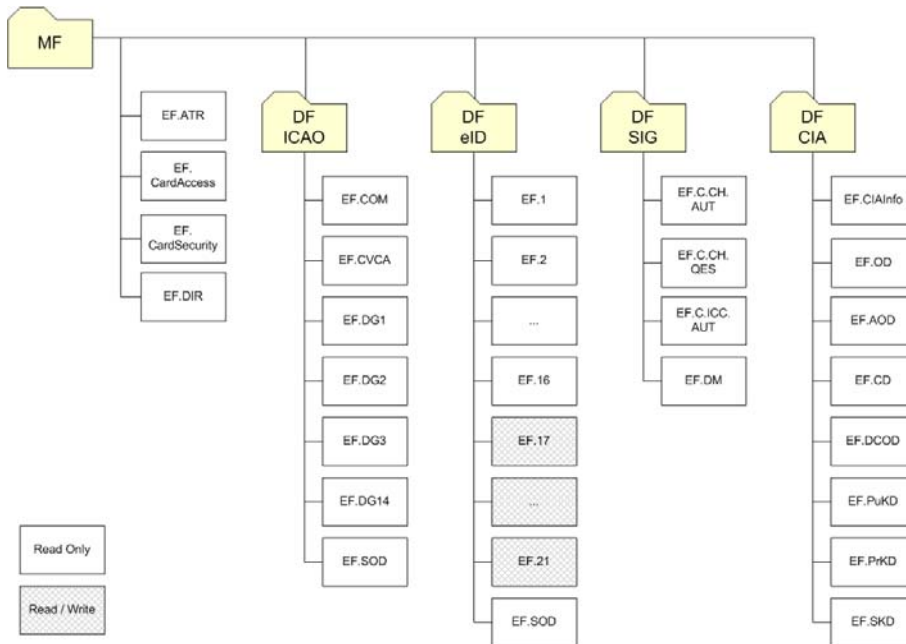 MF
EF.ATR
EF.
CardAccess
EF.
CardSecurity
EF.DIR
DF
ICAO
EF.COM
EF.CVCA
EF.DG1
EF.DG2
EF.DG3
EF.DG14
EF.SOD
DF
eID
EF.1
EF.2
...
EF.16
EF.17
...
EF.21
EF.SOD
DF
SIG
EF.C.CH.
AUT
EF.C.CH.
QES
EF.C.ICC.
AUT
EF.DM
DF
CIA
EF.CIAInfo
EF.OD
EF.AOD
EF.CD
EF.DCOD
EF.PuKD
EF.PrKD
EF.SKD
Read Only
Read / Write